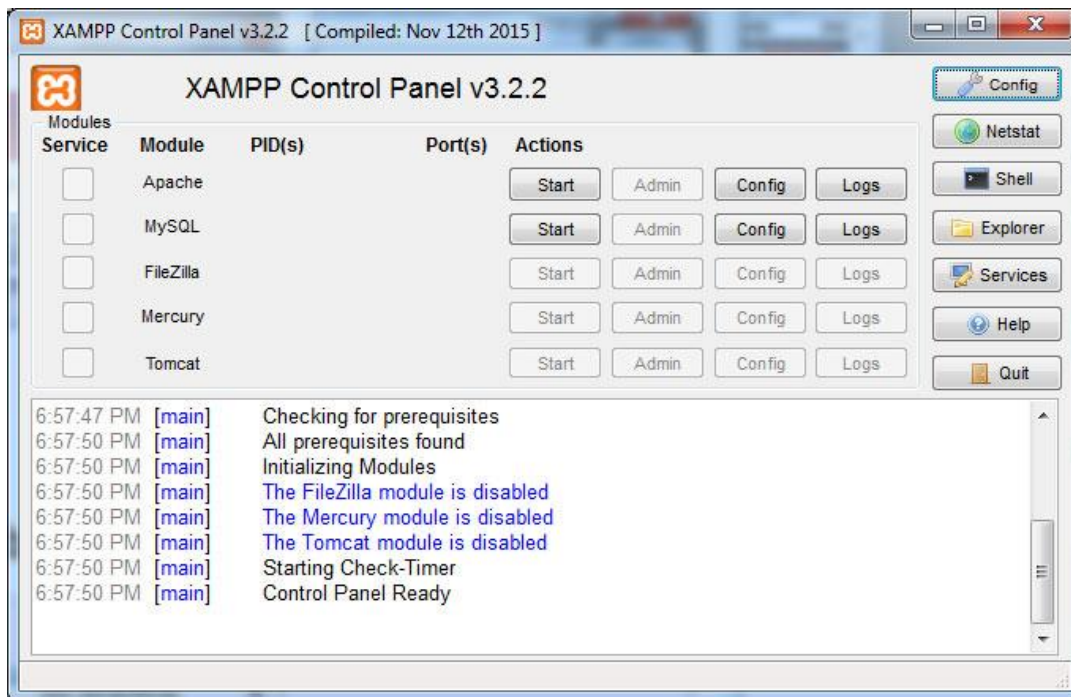 XAMPP Control Panel v3.2.2 [ Compiled: Nov 12th 2015 ]
XAMPP Control Panel v3.2.2
Config
Modules
Netstat
Service Module PID(s) Port(s) Actions
Apache Start Admin Config Logs
Shell
MySQL Start Admin Config Logs
Explorer
FileZilla Start Admin Config Logs
Services
Mercury Start Admin Config Logs
Help
Tomcat Start Admin Config Logs
Quit
6:57:47 PM [main] Checking for prerequisites
6:57:50 PM [main] All prerequisites found
6:57:50 PM [main] Initializing Modules
6:57:50 PM [main] The FileZilla module is disabled
6:57:50 PM [main] The Mercury module is disabled
6:57:50 PM [main] The Tomcat module is disabled
6:57:50 PM [main] Starting Check-Timer
6:57:50 PM [main] Control Panel Ready